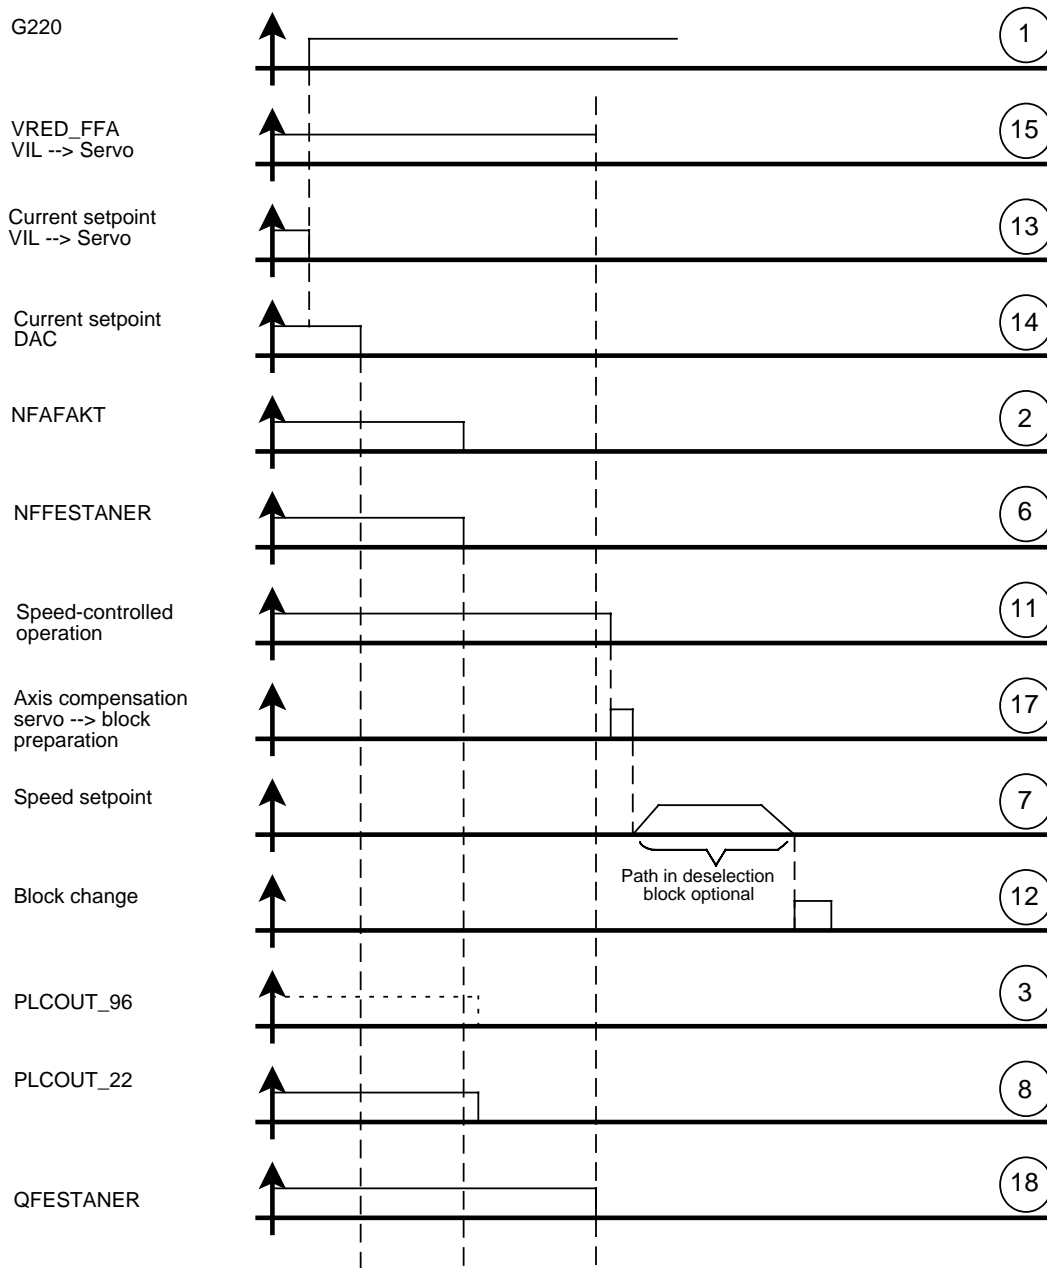 G220
1
VRED_FFA
VIL --> Servo
15
Current setpoint
VIL --> Servo
13
Current setpoint
DAC
14
NFAFAKT
2
NFFESTANER
6
Speed-controlled
operation
11
Axis compensation
servo --> block
preparation
17
Speed setpoint
7
Path in deselection
block optional
Block change
12
PLCOUT_96
3
PLCOUT_22
8
QFESTANER
18